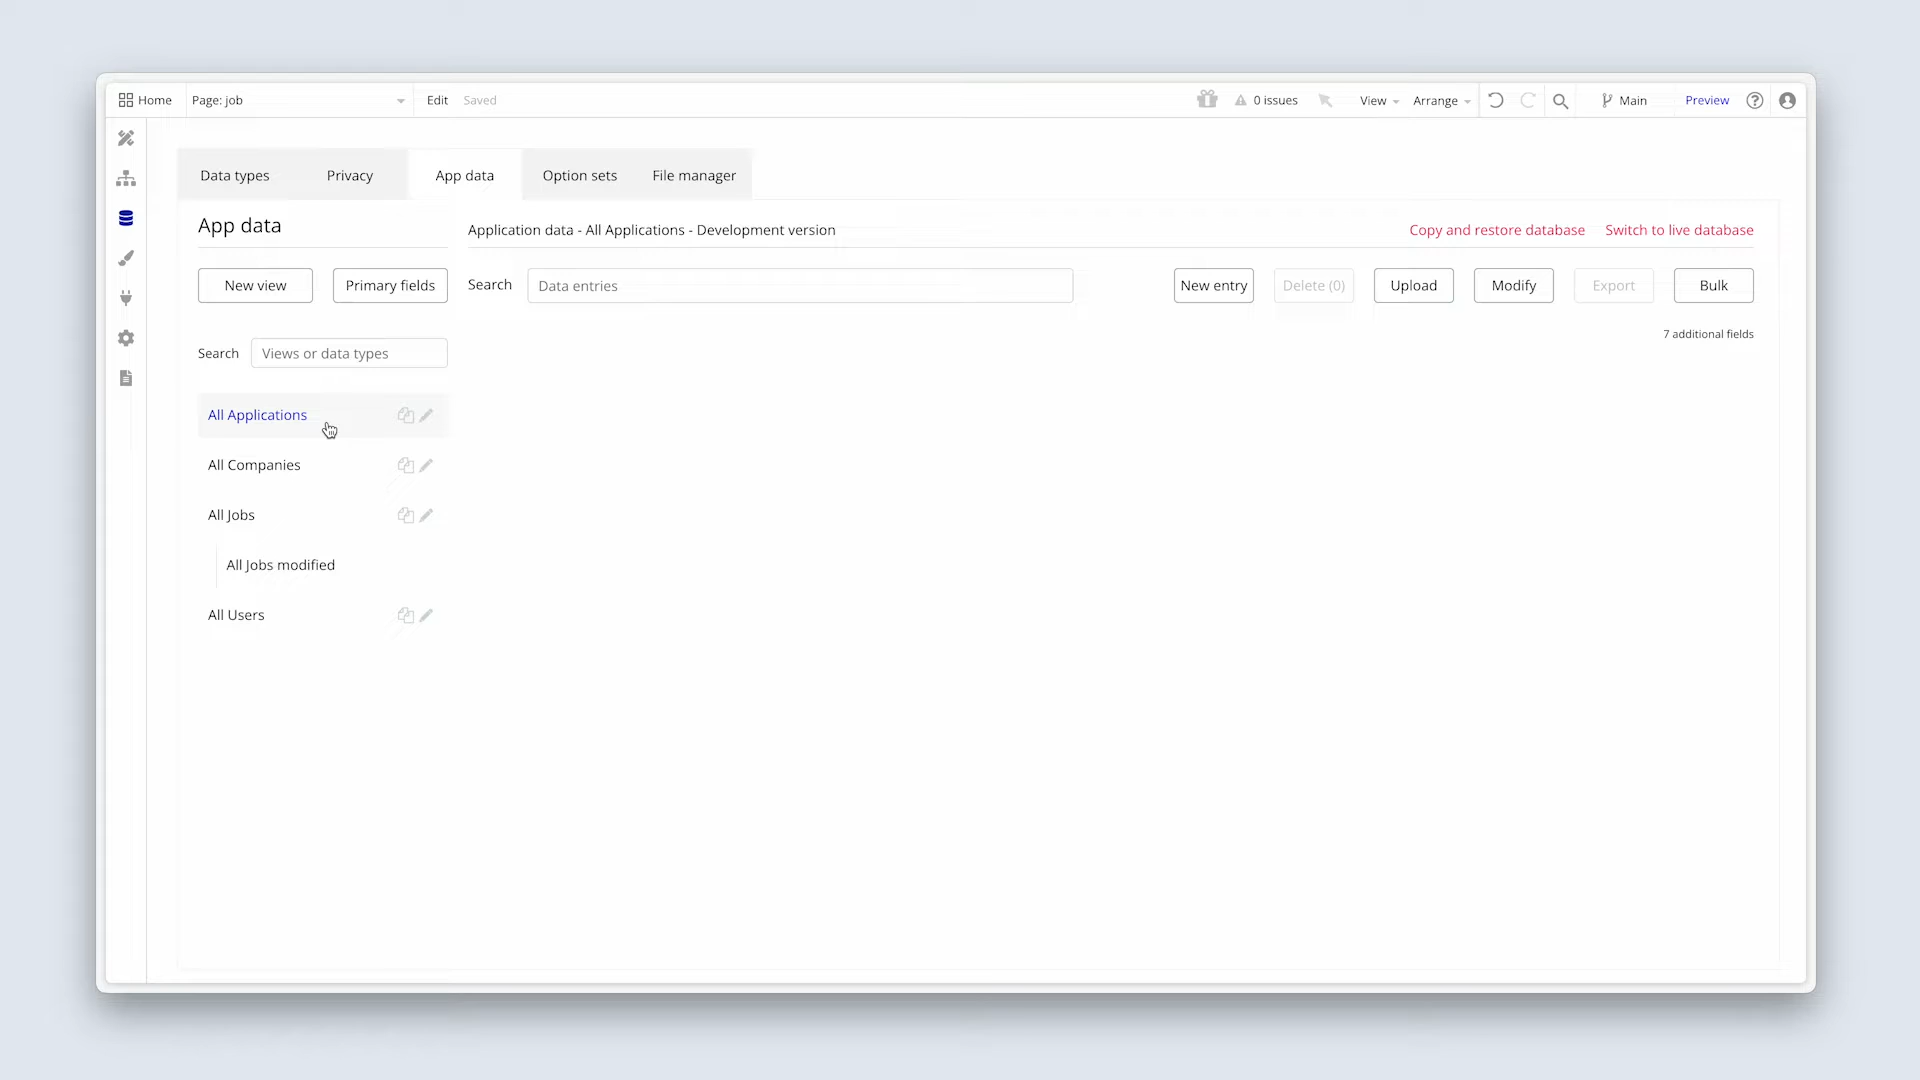 Home
Page: job
Edit
Saved
0 issues
View
Arrange
Main
Preview
Data types
Privacy
App data
Option sets
File manager
App data
Application data - All Applications - Development version
Copy and restore database
Switch to live database
New view
Primary fields
Search
Data entries
New entry
Delete (0)
Upload
Modify
Export
Bulk
7 additional fields
Search
Views or data types
All Applications
All Companies
All Jobs
All Jobs modified
All Users